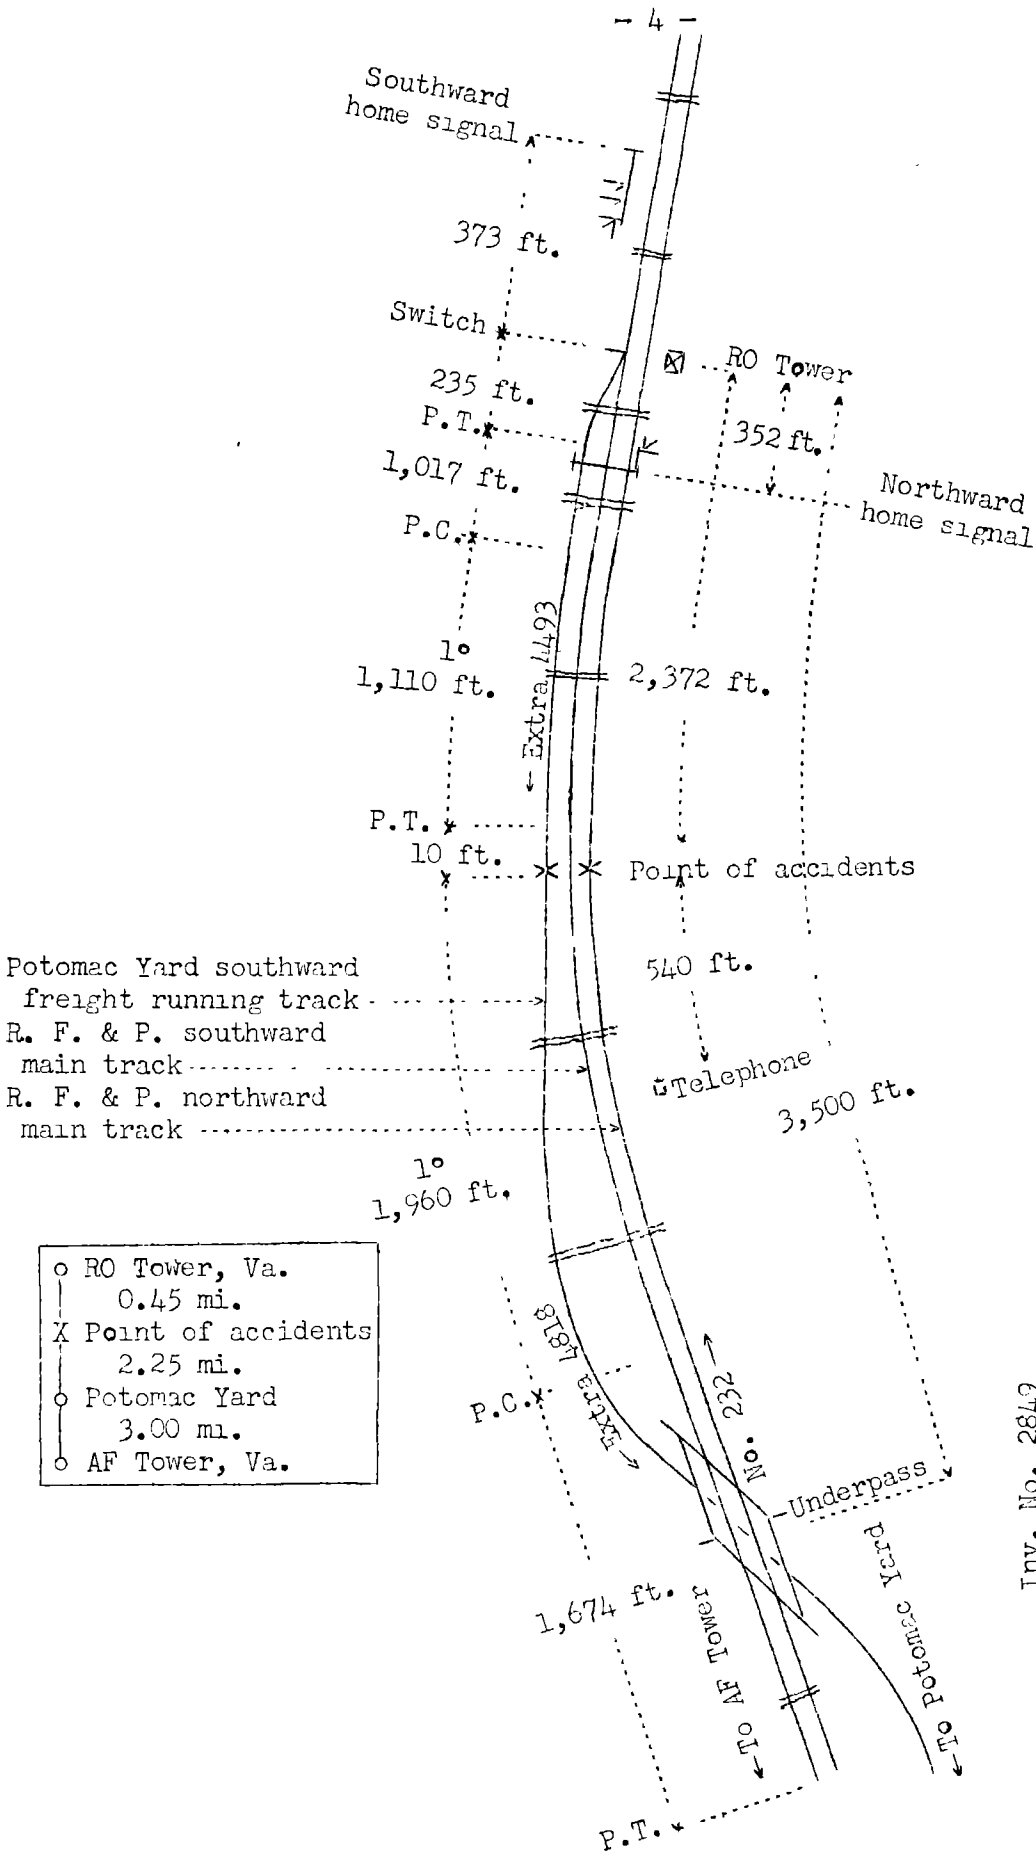 - 4 -
Southward
home signal
373 ft.
Switch
RO Tower
235 ft.
P.T.
352 ft.
1,017 ft.
Northward
home signal
P.C.
Extra 4493
1°
1,110 ft.
2,372 ft.
P.T.
10 ft.
Point of accidents
540 ft.
Potomac Yard southward
freight running track
R. F. & P. southward
main track
R. F. & P. northward
main track
Telephone
3,500 ft.
1°
1,960 ft.
RO Tower, Va.
0.45 mi.
X Point of accidents
2.25 mi.
Potomac Yard
3.00 mi.
AF Tower, Va.
Extra 4818
P.C.
No. 232
Underpass
1,674 ft.
To AF Tower
To Potomac Yard
P.T.
Inv. No. 2849